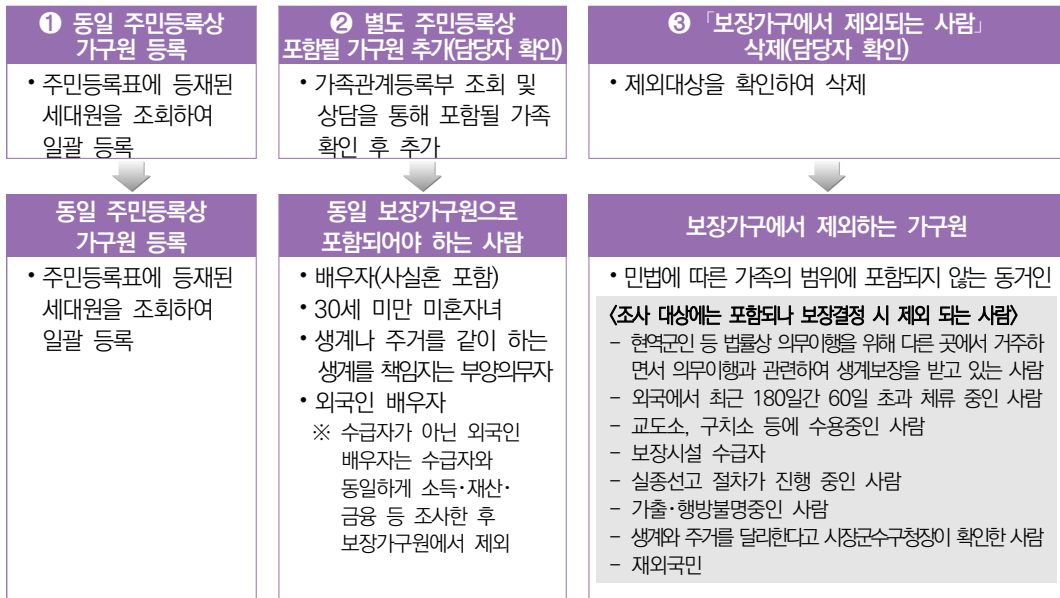 ❶ 동일 주민등록상
가구원 등록
• 주민등록표에 등재된
세대원을 조회하여
일괄 등록
❷ 별도 주민등록상
포함될 가구원 추가(담당자 확인)
• 가족관계등록부 조회 및
상담을 통해 포함될 가족
확인 후 추가
❸ 「보장가구에서 제외되는 사람」
삭제(담당자 확인)
• 제외대상을 확인하여 삭제
동일 주민등록상
가구원 등록
• 주민등록표에 등재된
세대원을 조회하여
일괄 등록
동일 보장가구원으로
포함되어야 하는 사람
• 배우자(사실혼 포함)
• 30세 미만 미혼자녀
• 생계나 주거를 같이 하는
생계를 책임지는 부양의무자
• 외국인 배우자
※ 수급자가 아닌 외국인
배우자는 수급자와
동일하게 소득·재산·
금융 등 조사한 후
보장가구원에서 제외
보장가구에서 제외하는 가구원
• 민법에 따른 가족의 범위에 포함되지 않는 동거인
〈조사 대상에는 포함되나 보장결정 시 제외 되는 사람〉
- 현역군인 등 법률상 의무이행을 위해 다른 곳에서 거주하
면서 의무이행과 관련하여 생계보장을 받고 있는 사람
- 외국에서 최근 180일간 60일 초과 체류 중인 사람
- 교도소, 구치소 등에 수용중인 사람
- 보장시설 수급자
- 실종선고 절차가 진행 중인 사람
- 가출·행방불명중인 사람
- 생계와 주거를 달리한다고 시장군수구청장이 확인한 사람
- 재외국민